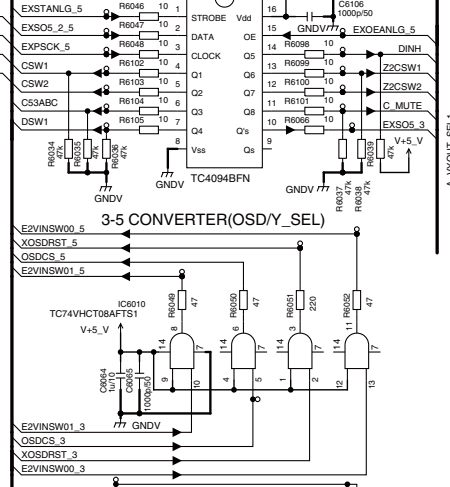 EXSTANLG_5 R6046 10 1 STROBE Vdd 16 C6106 1000p/50
EXSO5_2_5 R6047 10 2 DATA OE 15 GNDV EXOEANLG_5
EXPSCK_5 R6048 10 3 CLOCK Q5 14 R6098 10 DINH
CSW1 R6102 10 4 Q1 Q6 13 R6099 10 Z2CSW1
CSW2 R6103 10 5 Q2 Q7 12 R6100 10 Z2CSW2
C53ABC R6104 10 6 Q3 Q8 11 R6101 10 C_MUTE
DSW1 R6105 10 7 Q4 Q's 10 R6066 10 EXSO5_3
8 Vss Qs 9 V+5_V
R6034 47k R6035 47k R6036 47k
R6037 47k R6038 47k R6039 47k
GNDV GNDV TC4094BFN GNDV
3-5 CONVERTER(OSD/Y_SEL)
E2VINSW00_5
XOSDRST_5
OSDCS_5
E2VINSW01_5
R6049 47 R6050 47 R6051 220 R6052 47
IC6010
TC74VHCT08AFTS1
V+5_V
8 6 3 11
14 7 14 7 14 7 14 7
9 10 4 5 1 2 12 13
C6064 1u/10 C6065 1000p/50
GNDV
E2VINSW01_3
OSDCS_3
XOSDRST_3
E2VINSW00_3